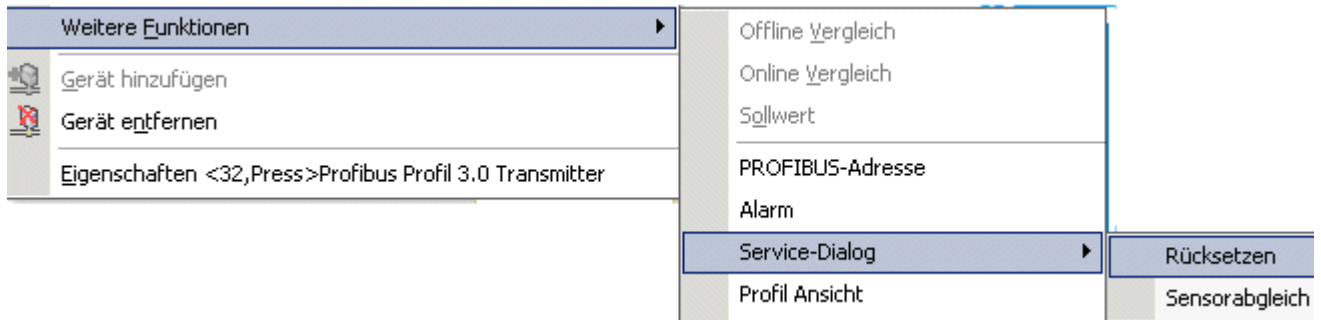 Weitere Funktionen
Gerät hinzufügen
Gerät entfernen
Eigenschaften <32,Press>Profibus Profil 3.0 Transmitter
Offline Vergleich
Online Vergleich
Sollwert
PROFIBUS-Adresse
Alarm
Service-Dialog
Profil Ansicht
Rücksetzen
Sensorabgleich